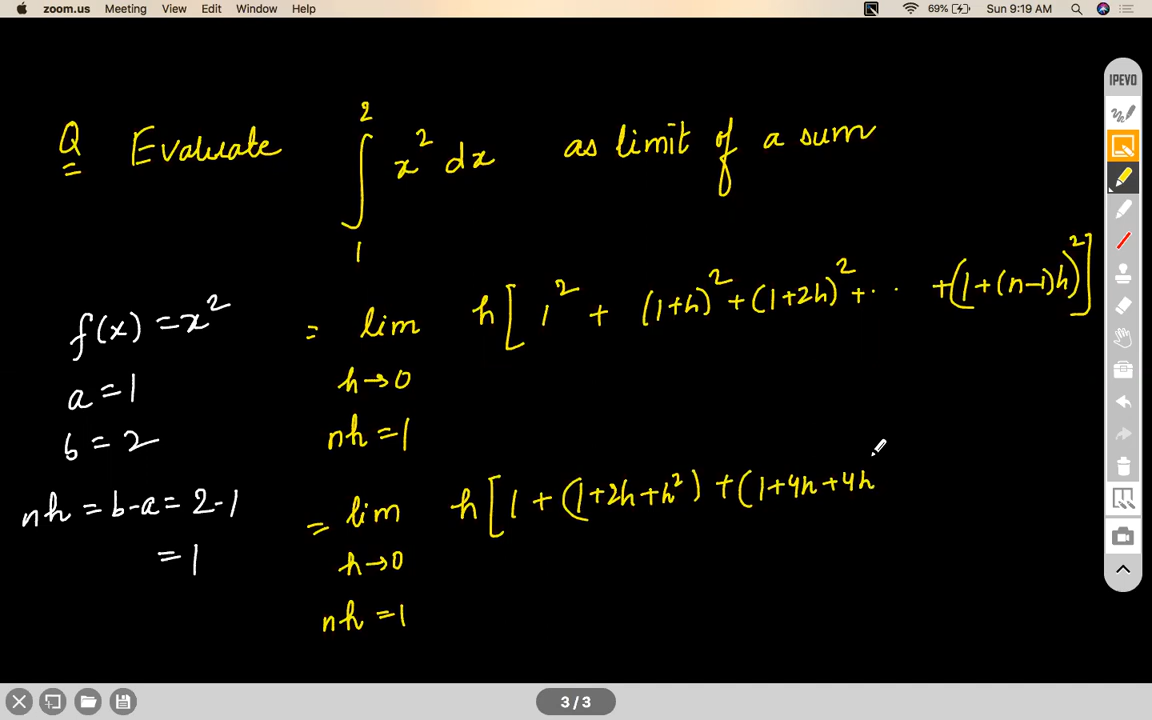 zoom.us Meeting View Edit Window Help 69% Sun 9:19 AM
IPEVO
Q Evaluate ∫₁² x² dx as limit of a sum
f(x) = x²
a = 1
b = 2
nh = b-a = 2-1
= 1
= lim h[ 1² + (1+h)² + (1+2h)² + ·· · +(1+(n-1)h)² ]
h→0
nh = 1
= lim h[ 1 + (1+2h+h²) + (1+4h+4h
h→0
nh = 1
3/3